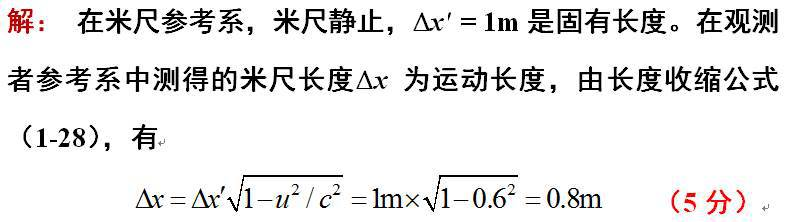 解： 在米尺参考系，米尺静止，Δx′ = 1m 是固有长度。在观测
者参考系中测得的米尺长度Δx 为运动长度，由长度收缩公式
（1-28），有
Δx = Δx′√(1−u²/c²) = 1m×√(1−0.6²) = 0.8m （5 分）